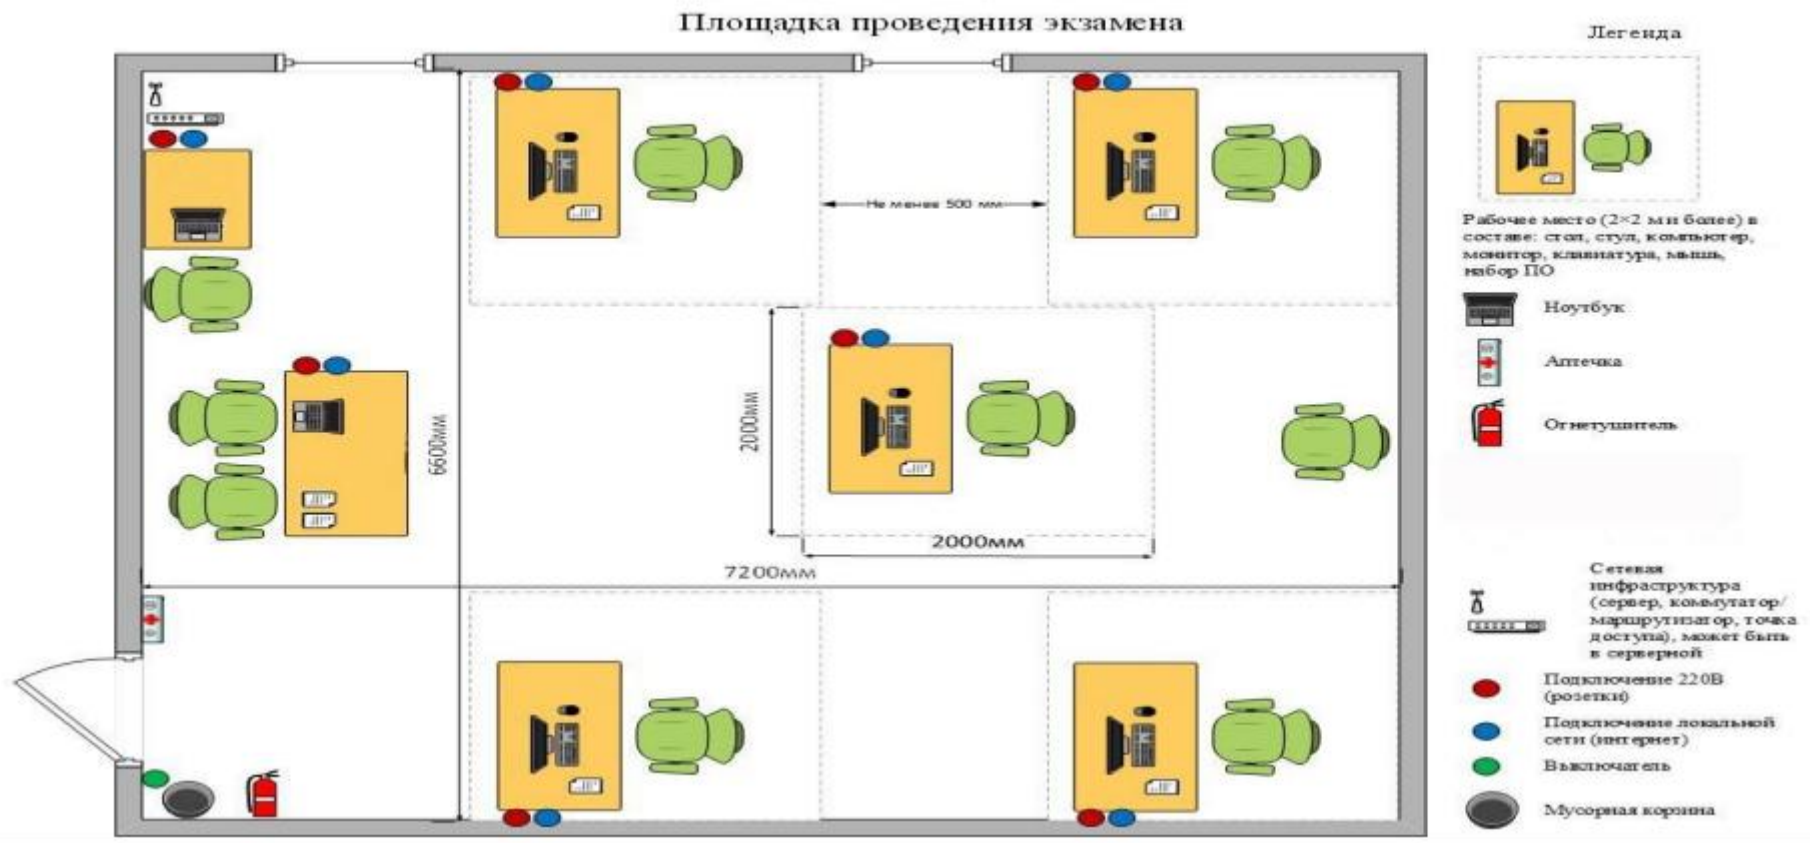 Площадка проведения экзамена
Легенда
Не менее 500 мм
Рабочее место (2×2 м и более) в
составе: стол, стул, компьютер,
монитор, клавиатура, мышь,
набор ПО
Ноутбук
Аптечка
Огнетушитель
6600мм
2000мм
2000мм
7200мм
Сетевая
инфраструктура
(сервер, коммутатор/
маршрутизатор, точка
доступа), может быть
в серверной
Подключение 220В
(розетки)
Подключение локальной
сети (интернет)
Выключатель
Мусорная корзина